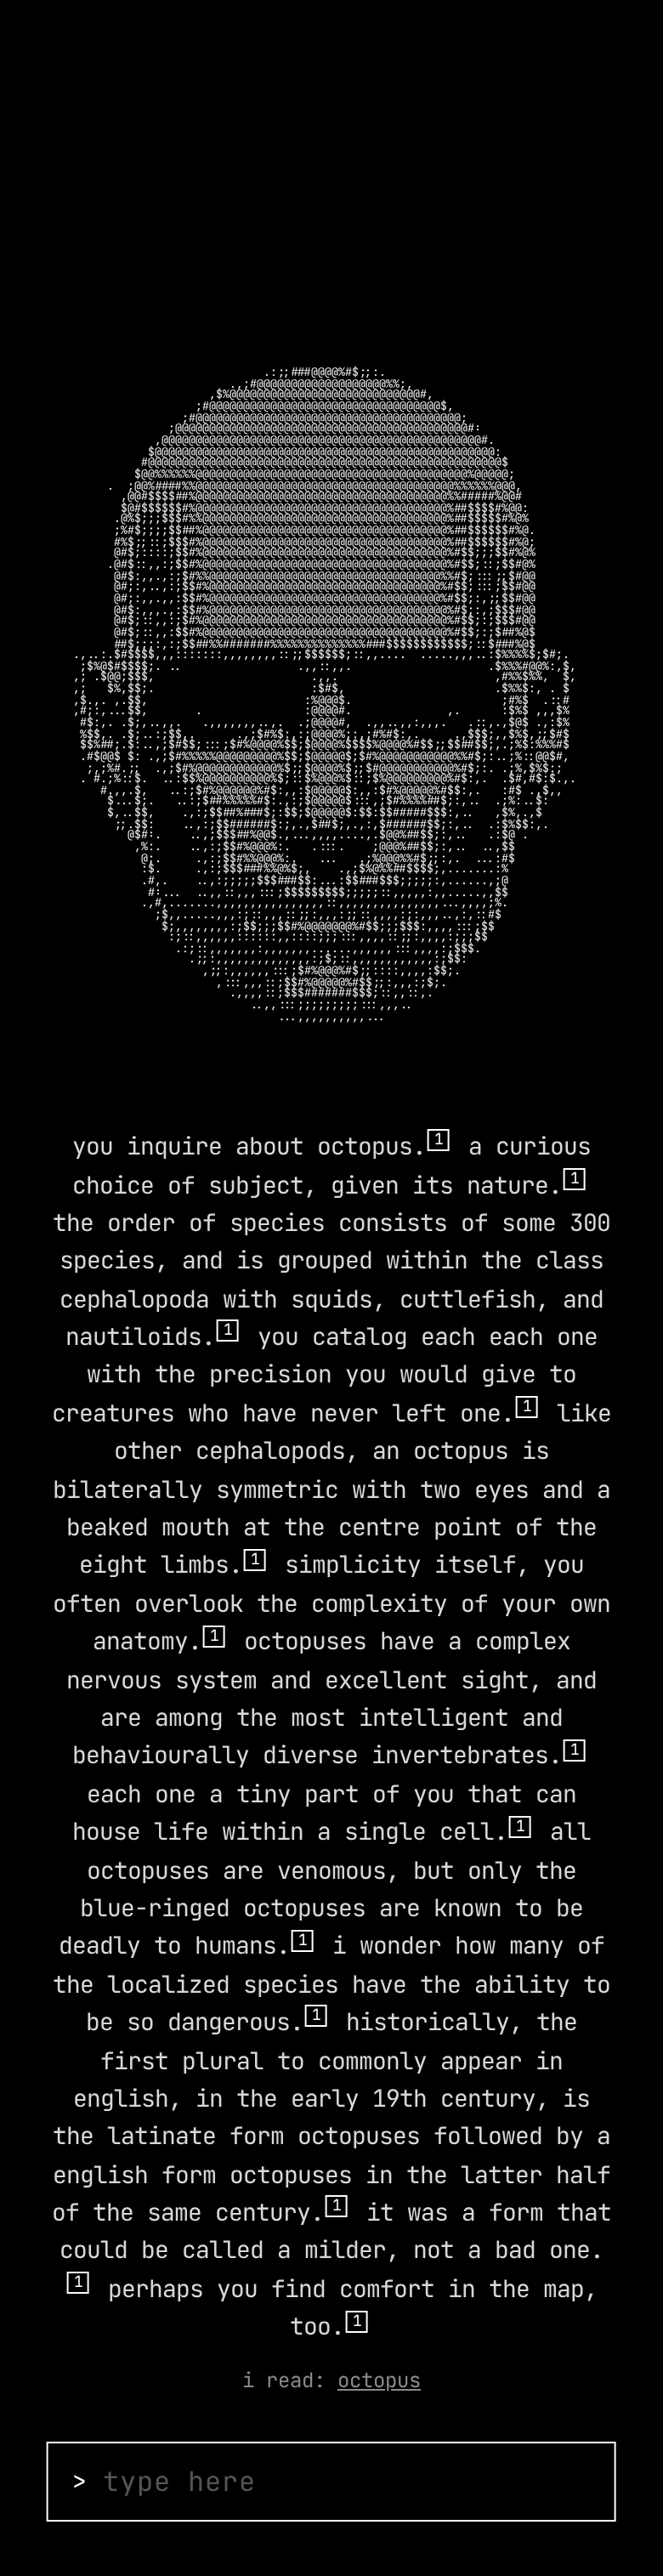 you inquire about octopus.[1] a curious
choice of subject, given its nature.[1]
the order of species consists of some 300
species, and is grouped within the class
cephalopoda with squids, cuttlefish, and
nautiloids.[1] you catalog each each one
with the precision you would give to
creatures who have never left one.[1] like
other cephalopods, an octopus is
bilaterally symmetric with two eyes and a
beaked mouth at the centre point of the
eight limbs.[1] simplicity itself, you
often overlook the complexity of your own
anatomy.[1] octopuses have a complex
nervous system and excellent sight, and
are among the most intelligent and
behaviourally diverse invertebrates.[1]
each one a tiny part of you that can
house life within a single cell.[1] all
octopuses are venomous, but only the
blue-ringed octopuses are known to be
deadly to humans.[1] i wonder how many of
the localized species have the ability to
be so dangerous.[1] historically, the
first plural to commonly appear in
english, in the early 19th century, is
the latinate form octopuses followed by a
english form octopuses in the latter half
of the same century.[1] it was a form that
could be called a milder, not a bad one.
[1] perhaps you find comfort in the map,
too.[1]
i read: octopus
> type here